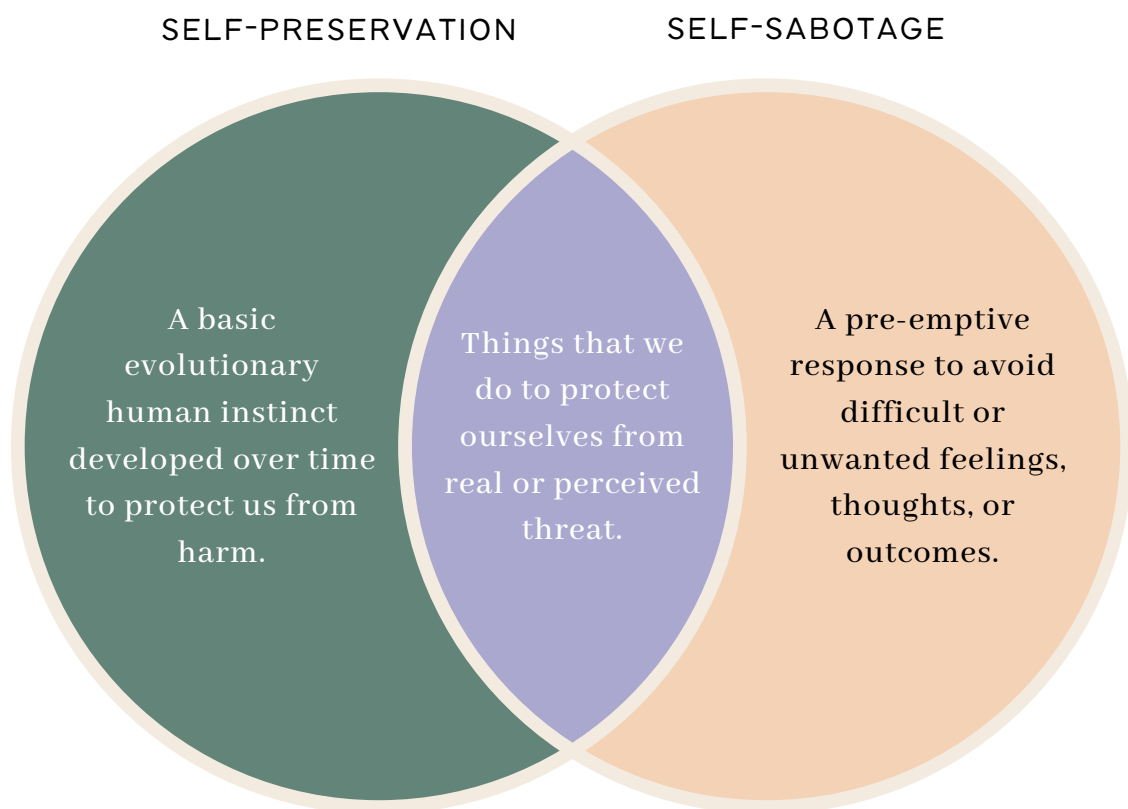 SELF-PRESERVATION
SELF-SABOTAGE
A basic
evolutionary
human instinct
developed over time
to protect us from
harm.
Things that we
do to protect
ourselves from
real or perceived
threat.
A pre-emptive
response to avoid
difficult or
unwanted feelings,
thoughts, or
outcomes.